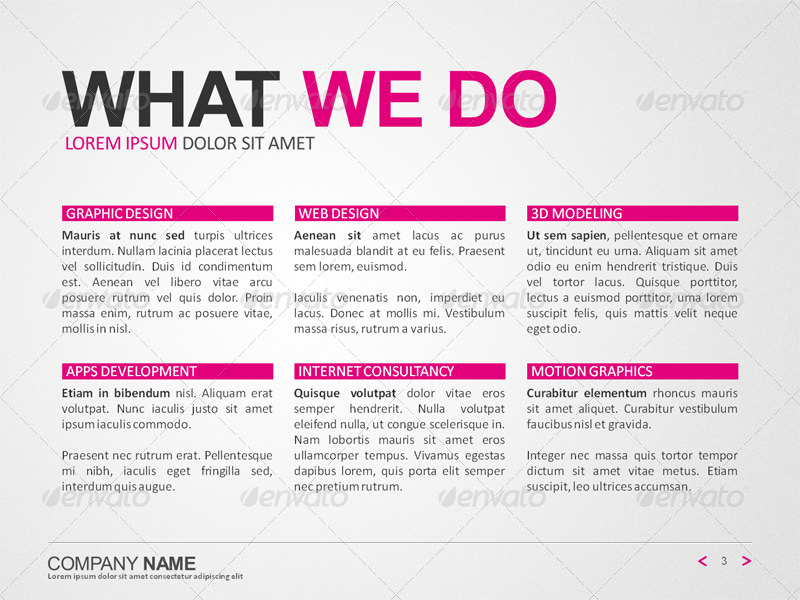 WHAT WE DO
LOREM IPSUM DOLOR SIT AMET
GRAPHIC DESIGN
Mauris at nunc sed turpis ultrices
interdum. Nullam lacinia placerat lectus
vel sollicitudin. Duis id condimentum
est. Aenean vel libero vitae arcu
posuere rutrum vel quis dolor. Proin
massa enim, rutrum ac posuere vitae,
mollis in nisl.
WEB DESIGN
Aenean sit amet lacus ac purus
malesuada blandit at eu felis. Praesent
sem lorem, euismod.
Iaculis venenatis non, imperdiet eu
lacus. Donec at mollis mi. Vestibulum
massa risus, rutrum a varius.
3D MODELING
Ut sem sapien, pellentesque et ornare
ut, tincidunt eu urna. Aliquam sit amet
odio eu enim hendrerit tristique. Duis
vel tortor lacus. Quisque porttitor,
lectus a euismod porttitor, urna lorem
suscipit felis, quis mattis velit neque
eget odio.
APPS DEVELOPMENT
Etiam in bibendum nisl. Aliquam erat
volutpat. Nunc iaculis justo sit amet
ipsum iaculis commodo.
Praesent nec rutrum erat. Pellentesque
mi nibh, iaculis eget fringilla sed,
interdum quis augue.
INTERNET CONSULTANCY
Quisque volutpat dolor vitae eros
semper hendrerit. Nulla volutpat
eleifend nulla, ut congue scelerisque in.
Nam lobortis mauris sit amet eros
ullamcorper tempus. Vivamus egestas
dapibus lorem, quis porta elit semper
nec pretium rutrum.
MOTION GRAPHICS
Curabitur elementum rhoncus mauris
sit amet aliquet. Curabitur vestibulum
faucibus nisl et gravida.
Integer nec massa quis tortor tempor
dictum sit amet vitae metus. Etiam
suscipit, leo ultrices accumsan.
COMPANY NAME
Lorem ipsum dolor sit amet consectetur adipiscing elit
< 3 >
envato envato envato envato
envato envato envato envato
envato envato envato envato